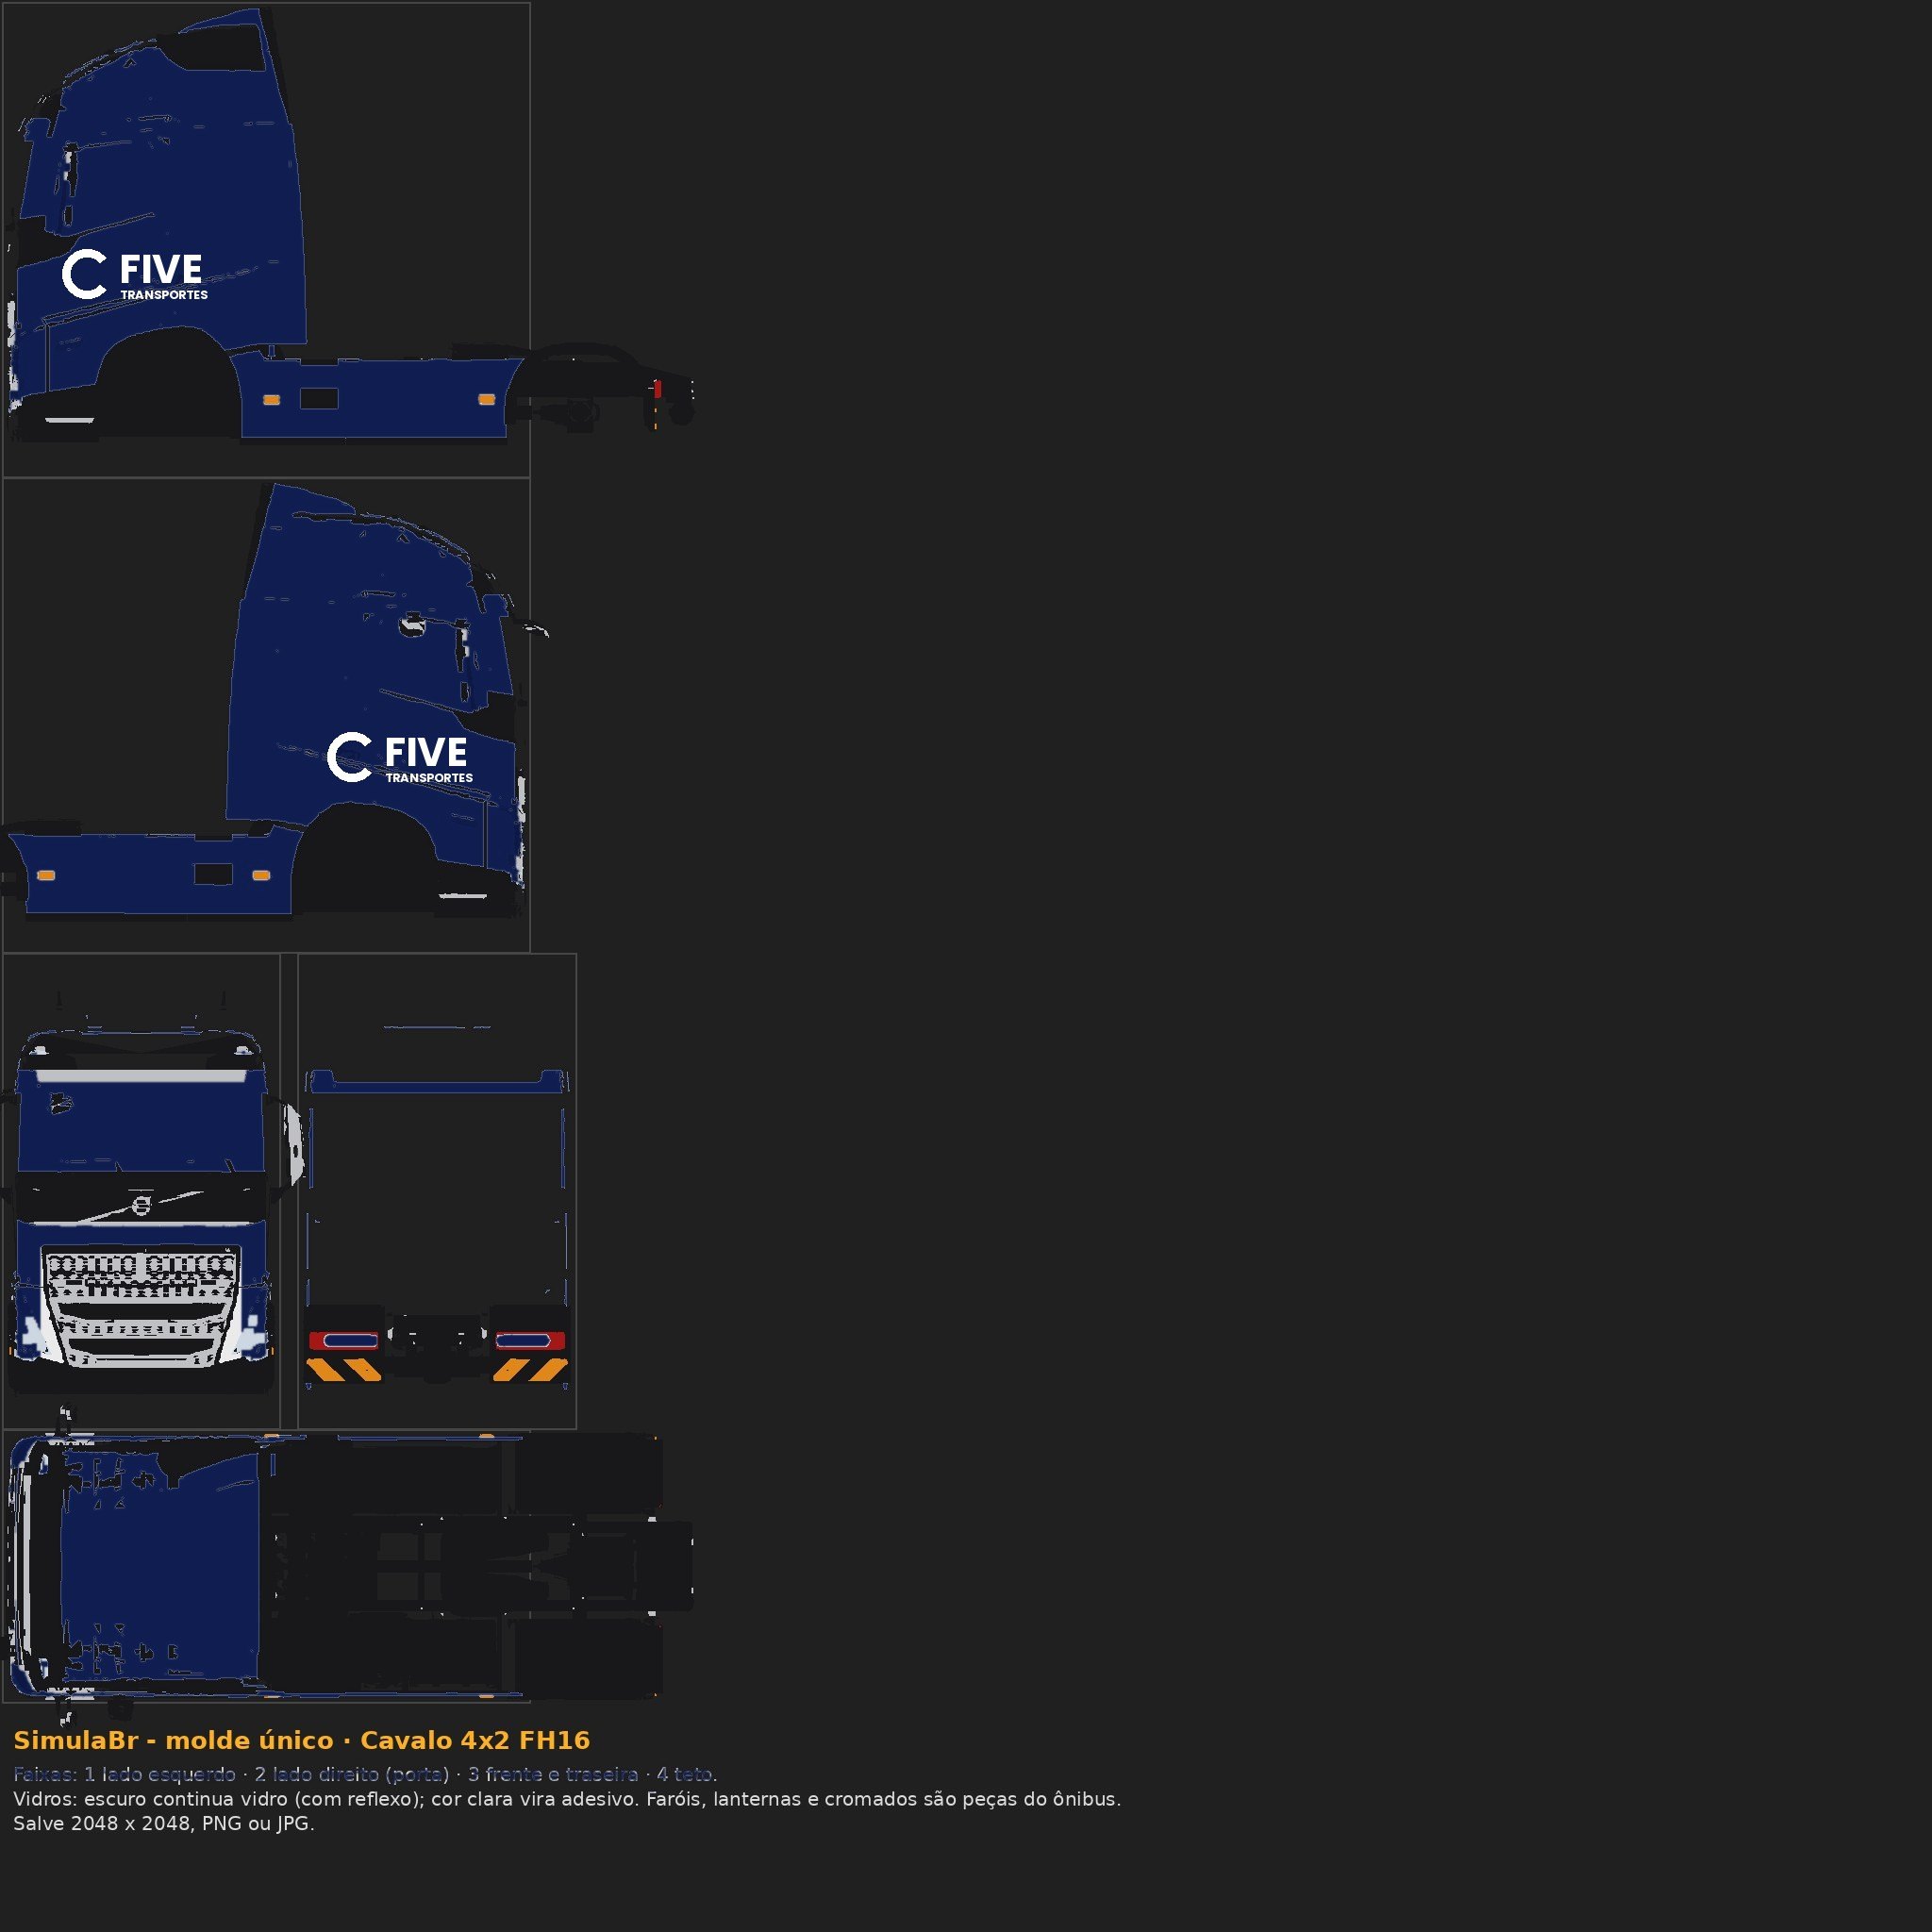 C FIVE
TRANSPORTES
C FIVE
TRANSPORTES
SimulaBr - molde único · Cavalo 4x2 FH16
Faixas: 1 lado esquerdo · 2 lado direito (porta) · 3 frente e traseira · 4 teto.
Vidros: escuro continua vidro (com reflexo); cor clara vira adesivo. Faróis, lanternas e cromados são peças do ônibus.
Salve 2048 x 2048, PNG ou JPG.